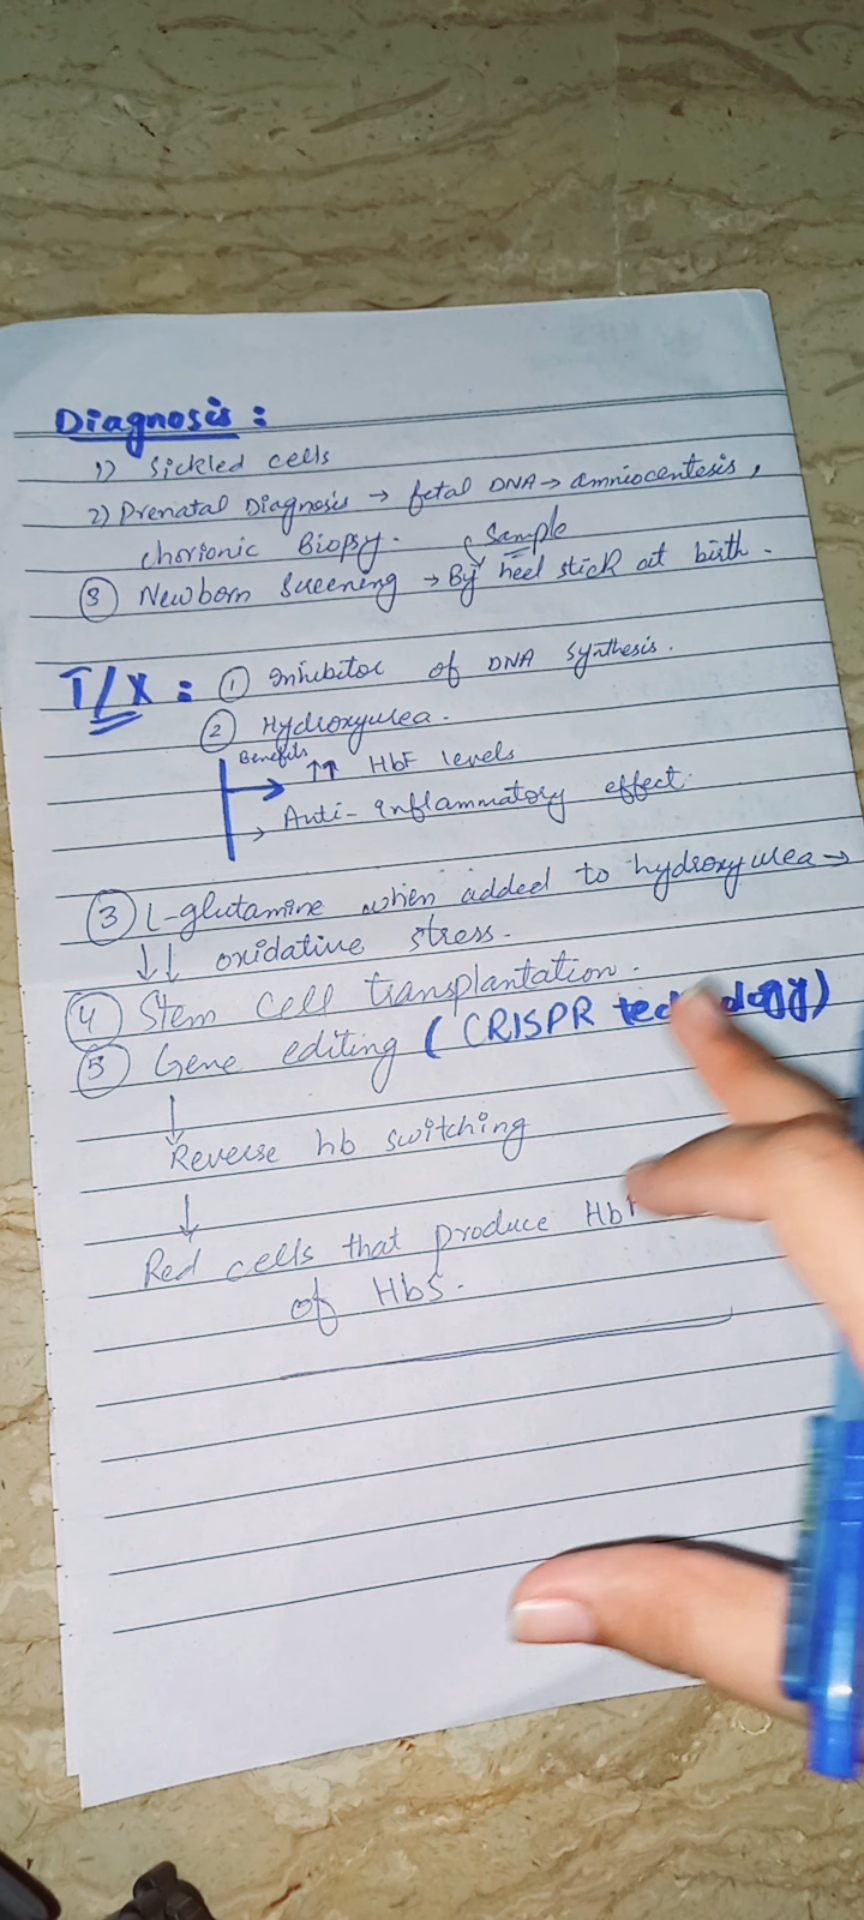 Diagnosis :
1) Sickled cells
2) Prenatal Diagnosis → fetal DNA → amniocentesis,
chorionic Biopsy.
Sample
③ Newborn Screening → By heel stick at birth.
T/X : ① Inhibitor of DNA synthesis.
② Hydroxyurea.
Benefits
↑↑ HbF levels
→ Anti-inflammatory effect.
③ L-glutamine when added to hydroxyurea →
↓↓ oxidative stress.
④ Stem cell transplantation.
⑤ Gene editing (CRISPR
↓
Reverse hb switching
↓
Red cells that produce
of HbS.